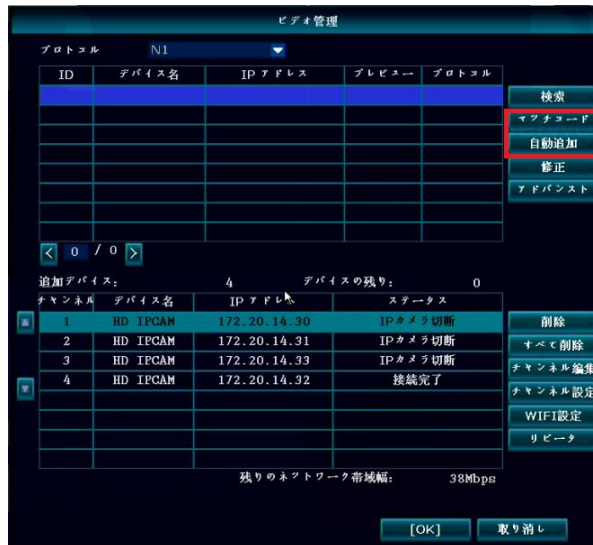 ビデオ管理
プロトコル N1
ID デバイス名 IPアドレス プレビュー プロトコル
検索
マッチコード
自動追加
修正
アドバンスト
< 0 / 0 >
追加デバイス: 4 デバイスの残り: 0
チャンネル デバイス名 IPアドレス ステータス
1 HD IPCAM 172.20.14.30 IPカメラ切断
2 HD IPCAM 172.20.14.31 IPカメラ切断
3 HD IPCAM 172.20.14.33 IPカメラ切断
4 HD IPCAM 172.20.14.32 接続完了
削除
すべて削除
チャンネル編集
チャンネル設定
WIFI設定
リピータ
残りのネットワーク帯域幅: 38Mbps
[OK] 取り消し